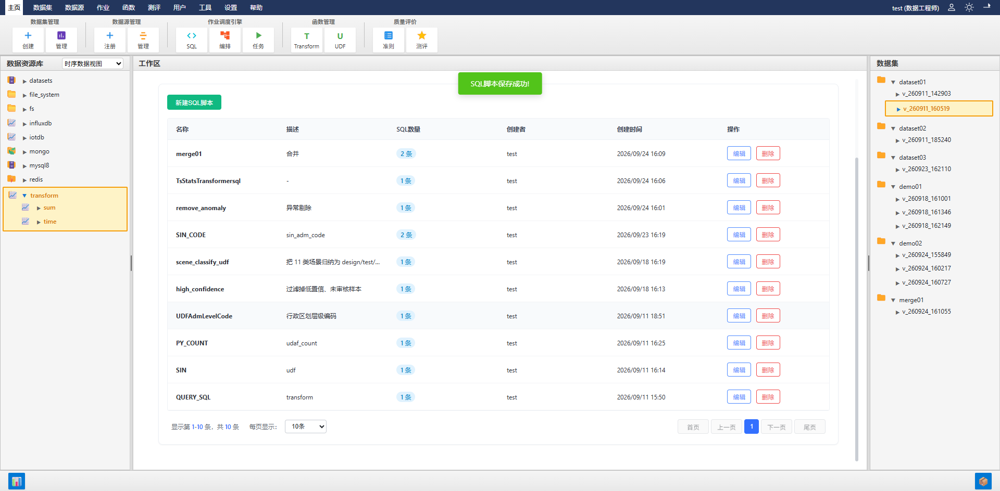 主页 数据集 数据源 作业 函数 测评 用户 工具 设置 帮助 test (数据工程师)
数据集管理 数据源管理 作业调度引擎 函数管理 质量评价
创建 管理 注册 管理 SQL 编排 任务 T Transform U UDF 准则 测评
数据资源库 时序数据视图
datasets
file_system
fs
influxdb
iotdb
mongo
mysql8
redis
transform
sum
time
工作区
SQL脚本保存成功!
新建SQL脚本
名称 描述 SQL数量 创建者 创建时间 操作
merge01 合并 2 条 test 2026/09/24 16:09 编辑 删除
TsStatsTransformersql - 1 条 test 2026/09/24 16:06 编辑 删除
remove_anomaly 异常剔除 1 条 test 2026/09/24 16:01 编辑 删除
SIN_CODE sin_adm_code 2 条 test 2026/09/23 16:19 编辑 删除
scene_classify_udf 把 11 类场景归纳为 design/test/... 1 条 test 2026/09/18 16:19 编辑 删除
high_confidence 过滤掉低置信、未审核样本 1 条 test 2026/09/18 16:13 编辑 删除
UDFAdmLevelCode 行政区划层级编码 1 条 test 2026/09/11 18:51 编辑 删除
PY_COUNT udaf_count 1 条 test 2026/09/11 16:25 编辑 删除
SIN udf 1 条 test 2026/09/11 16:14 编辑 删除
QUERY_SQL transform 1 条 test 2026/09/11 15:50 编辑 删除
显示第 1-10 条，共 10 条 每页显示： 10条 首页 上一页 1 下一页 尾页
数据集
dataset01
v_260911_142903
v_260911_160519
dataset02
v_260911_185240
dataset03
v_260923_162110
demo01
v_260918_161001
v_260918_161346
v_260918_162149
demo02
v_260924_155849
v_260924_160217
v_260924_160727
merge01
v_260924_161055